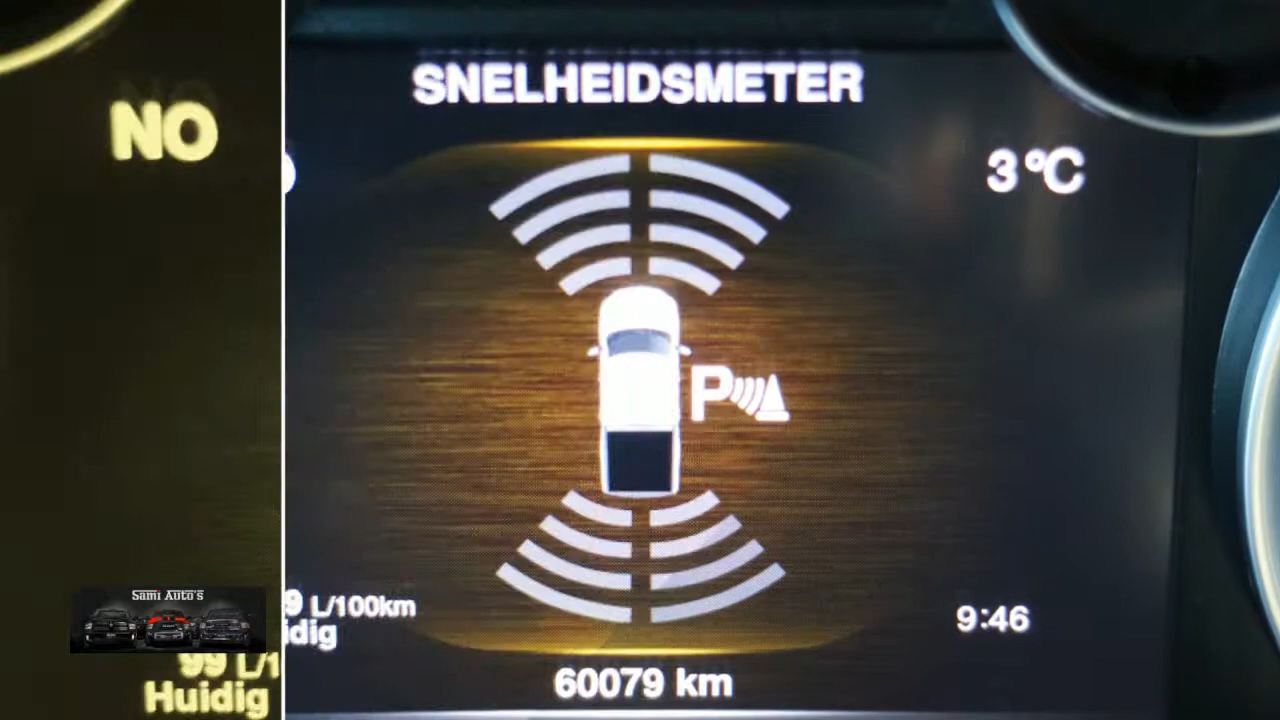 NO
Sami Auto's
99 L/1
Huidig
SNELHEIDSMETER
3 °C
P
9 L/100km
idig
9:46
60079 km